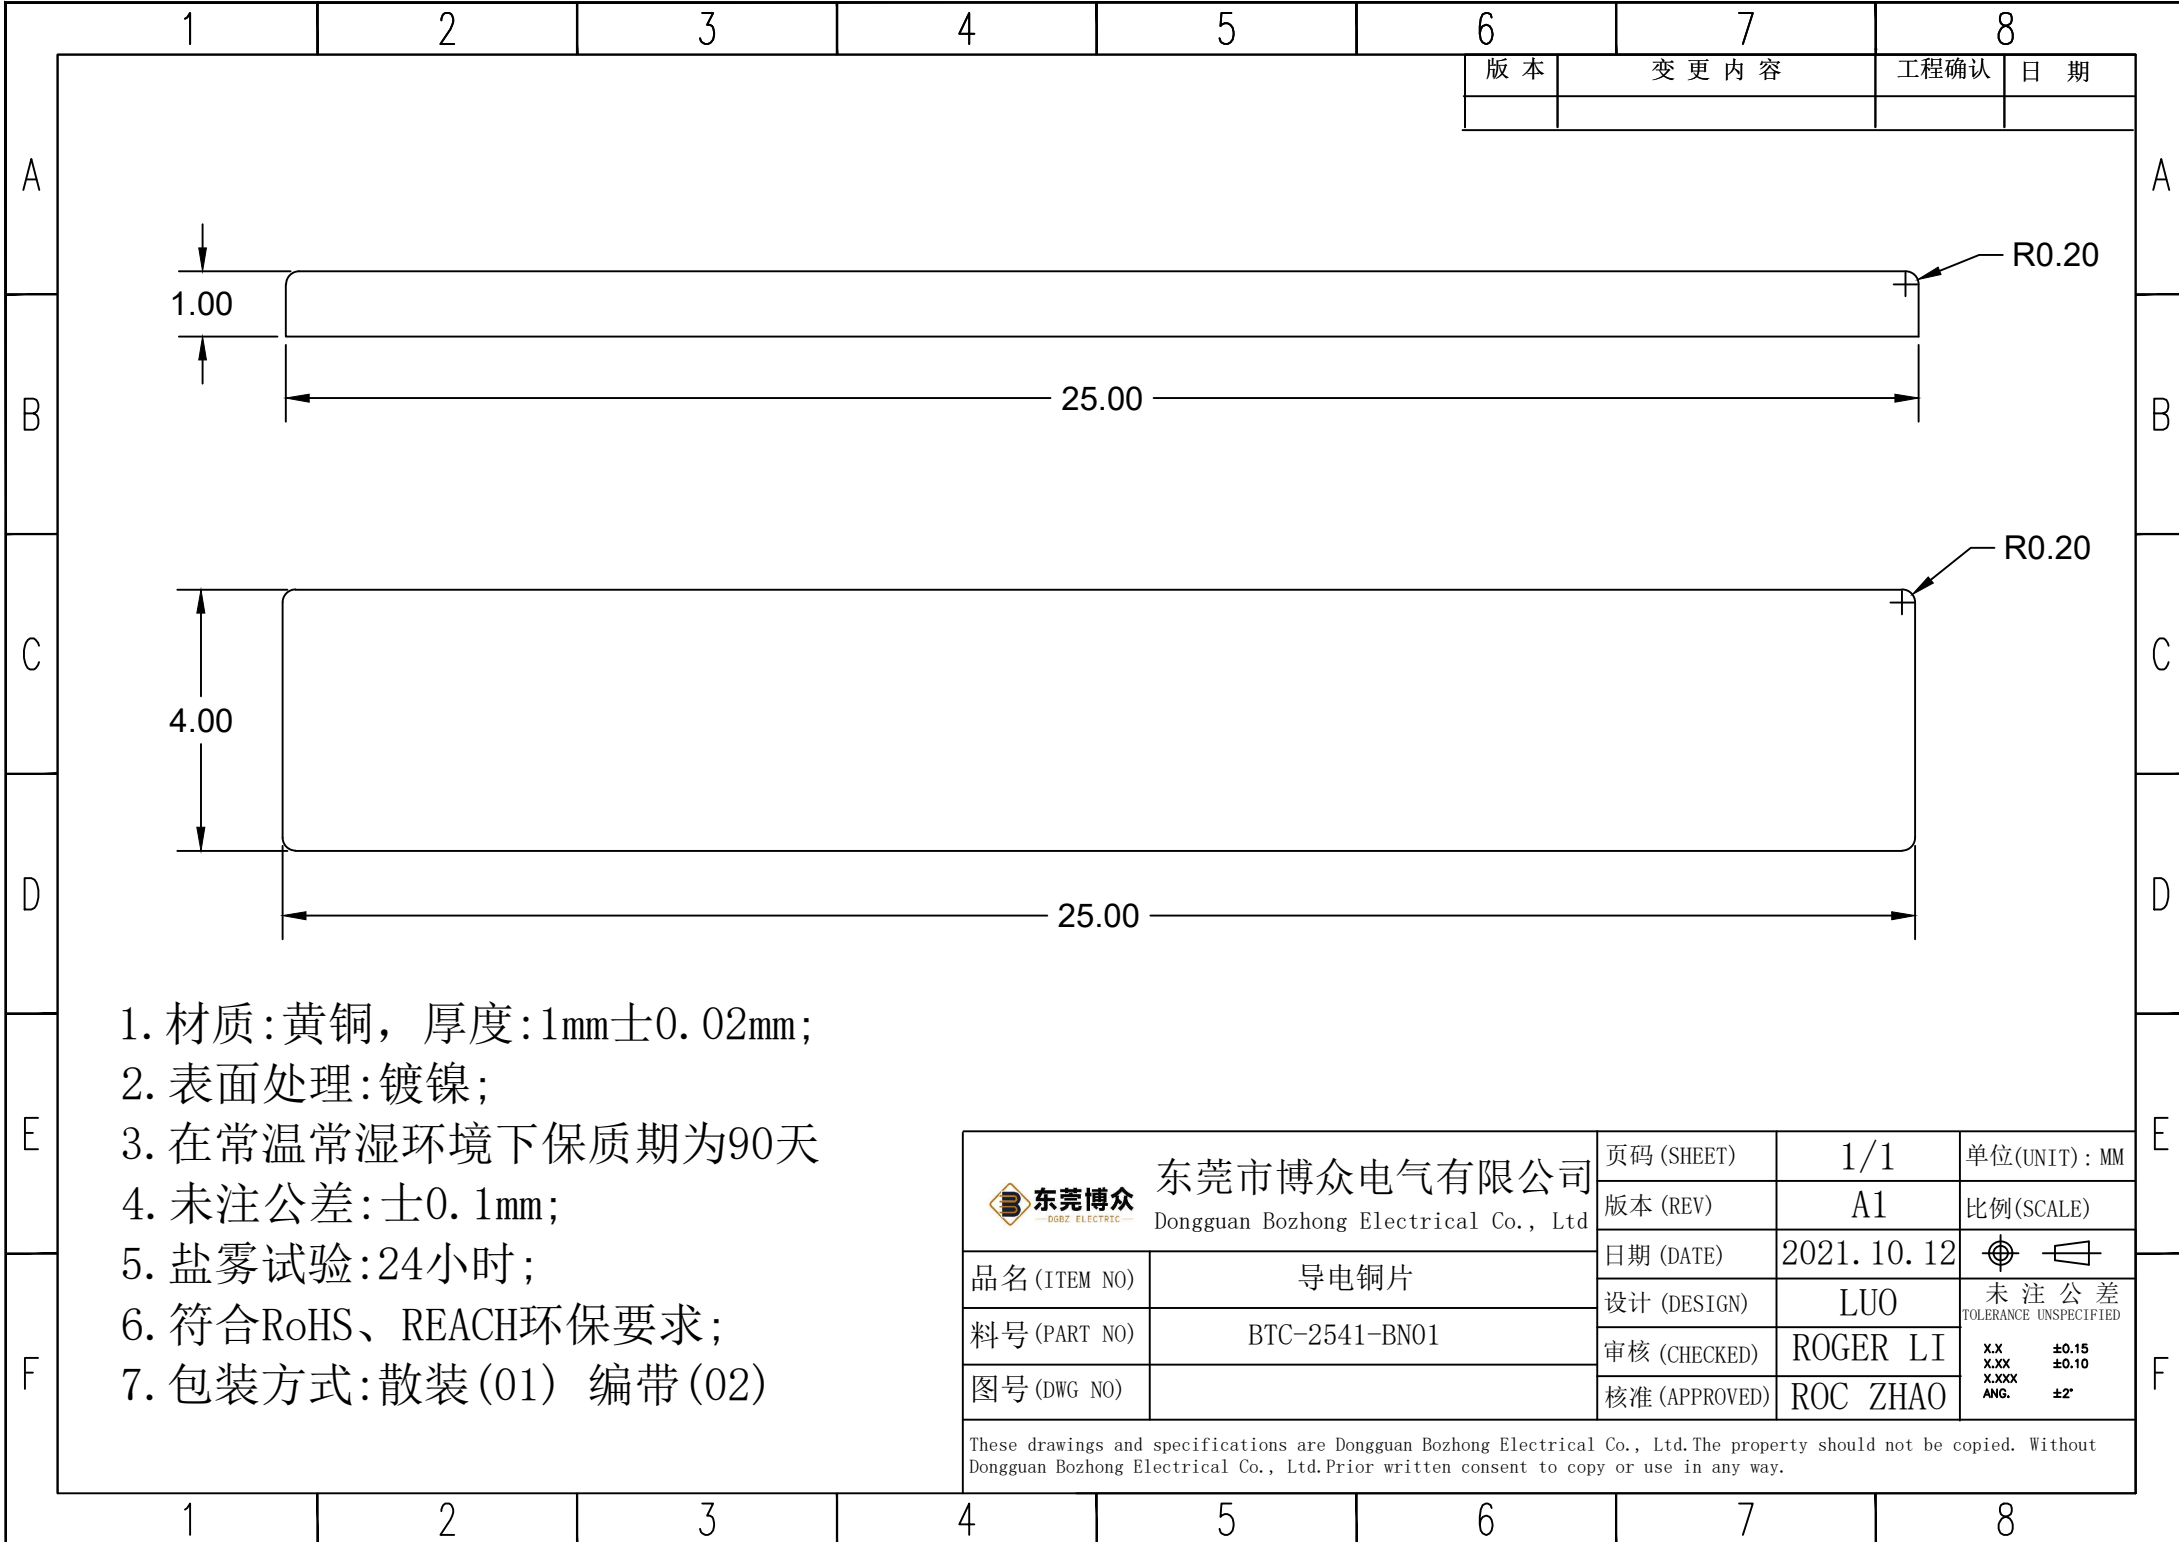 1 2 3 4 5 6 7 8
版本 变更内容 工程确认 日期
A A
R0.20
1.00
25.00
B B
R0.20
C C
4.00
25.00
D D
1.材质:黄铜，厚度:1mm士0.02mm;
2.表面处理:镀镍;
3.在常温常湿环境下保质期为90天
4.未注公差:士0.1mm;
5.盐雾试验:24小时;
6.符合RoHS、REACH环保要求;
7.包装方式:散装(01) 编带(02)
E E
F F
东莞博众
DGBZ ELECTRIC
东莞市博众电气有限公司
Dongguan Bozhong Electrical Co., Ltd
品名(ITEM NO) 导电铜片
料号(PART NO) BTC-2541-BN01
图号(DWG NO)
页码(SHEET) 1/1 单位(UNIT): MM
版本(REV) A1 比例(SCALE)
日期(DATE) 2021.10.12
设计(DESIGN) LUO
审核(CHECKED) ROGER LI
核准(APPROVED) ROC ZHAO
未注公差
TOLERANCE UNSPECIFIED
X.X ±0.15
X.XX ±0.10
X.XXX
ANG. ±2°
These drawings and specifications are Dongguan Bozhong Electrical Co., Ltd.The property should not be copied. Without
Dongguan Bozhong Electrical Co., Ltd.Prior written consent to copy or use in any way.
1 2 3 4 5 6 7 8